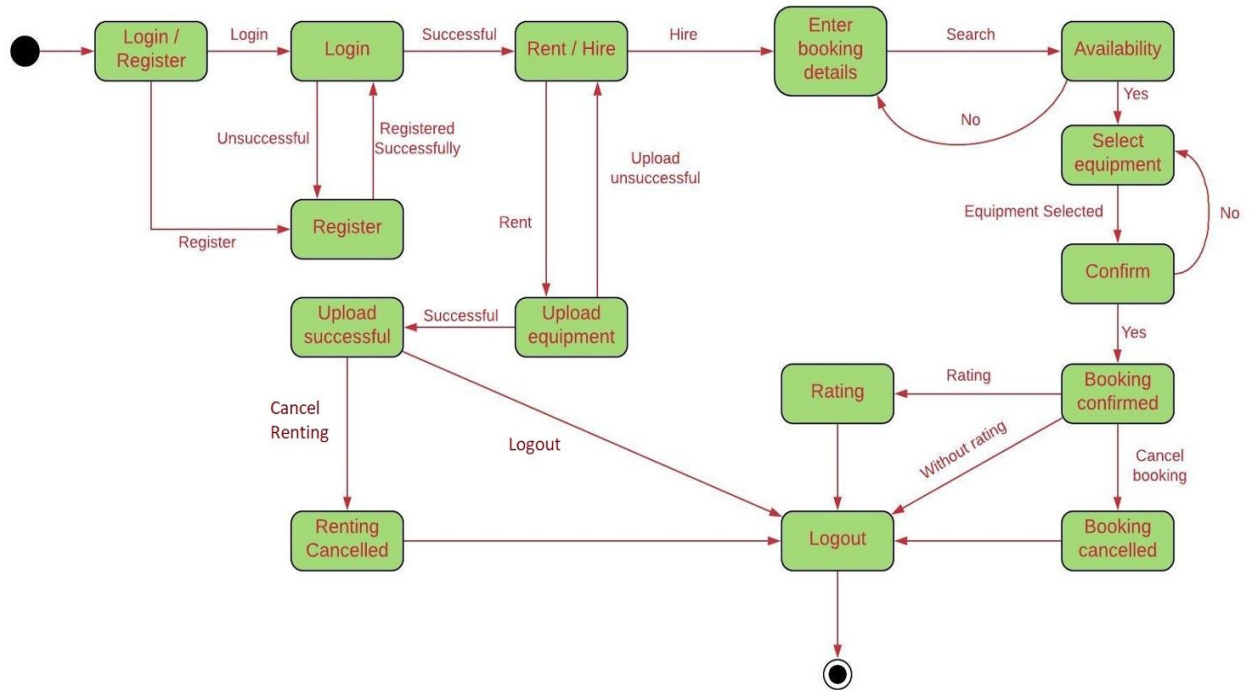 Login /
Register
Login
Login
Successful
Rent / Hire
Hire
Enter
booking
details
Search
Availability
Yes
No
Unsuccessful
Registered
Successfully
Upload
unsuccessful
Select
equipment
Register
Register
Rent
Equipment Selected
No
Confirm
Upload
successful
Successful
Upload
equipment
Yes
Rating
Rating
Booking
confirmed
Cancel
Renting
Logout
Without rating
Cancel
booking
Renting
Cancelled
Logout
Booking
cancelled